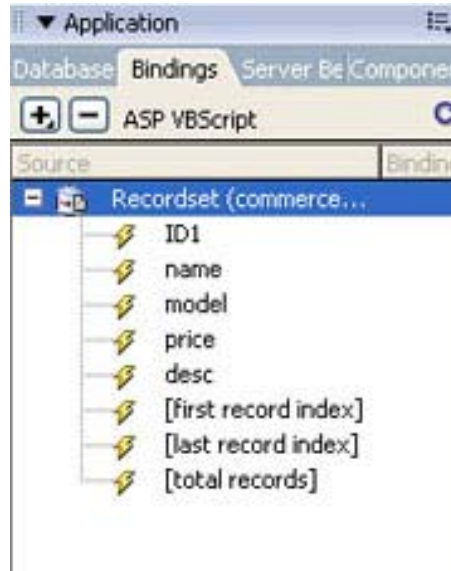 Application
Database Bindings Server Be Compone
ASP VBScript
Source Bindin
Recordset (commerce...
ID1
name
model
price
desc
[first record index]
[last record index]
[total records]